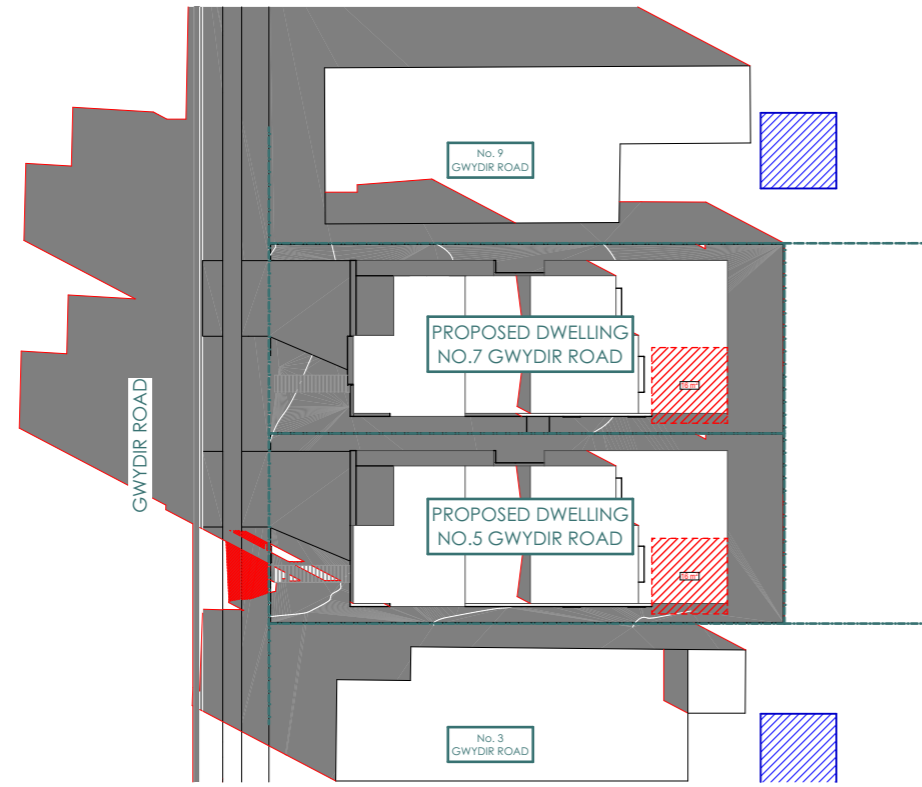 No. 9
GWYDIR ROAD
PROPOSED DWELLING
NO.7 GWYDIR ROAD
GWYDIR ROAD
PROPOSED DWELLING
NO.5 GWYDIR ROAD
No. 3
GWYDIR ROAD